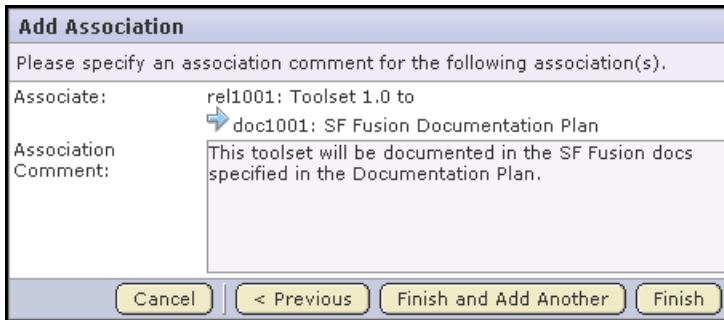 Add Association
Please specify an association comment for the following association(s).
Associate:
rel1001: Toolset 1.0 to
doc1001: SF Fusion Documentation Plan
Association
Comment:
This toolset will be documented in the SF Fusion docs
specified in the Documentation Plan.
Cancel
< Previous
Finish and Add Another
Finish